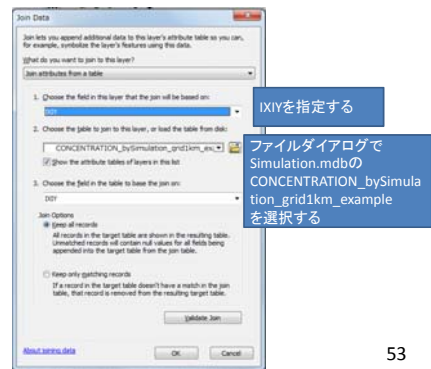 Join Data
Join lets you append additional data to this layer's attribute table so you can,
for example, symbolize the layer's features using this data.
What do you want to join to this layer?
Join attributes from a table
1. Choose the field in this layer that the join will be based on:
IXIY
IXIYを指定する
2. Choose the table to join to this layer, or load the table from disk:
CONCENTRATION_bySimulation_grid1km_ex
Show the attribute tables of layers in this list
ファイルダイアログで
Simulation.mdbの
CONCENTRATION_bySimula
tion_grid1km_example
を選択する
3. Choose the field in the table to base the join on:
IXIY
Join Options
Keep all records
All records in the target table are shown in the resulting table.
Unmatched records will contain null values for all fields being
appended into the target table from the join table.
Keep only matching records
If a record in the target table doesn't have a match in the join
table, that record is removed from the resulting target table.
Validate Join
About joining data
OK
Cancel
53